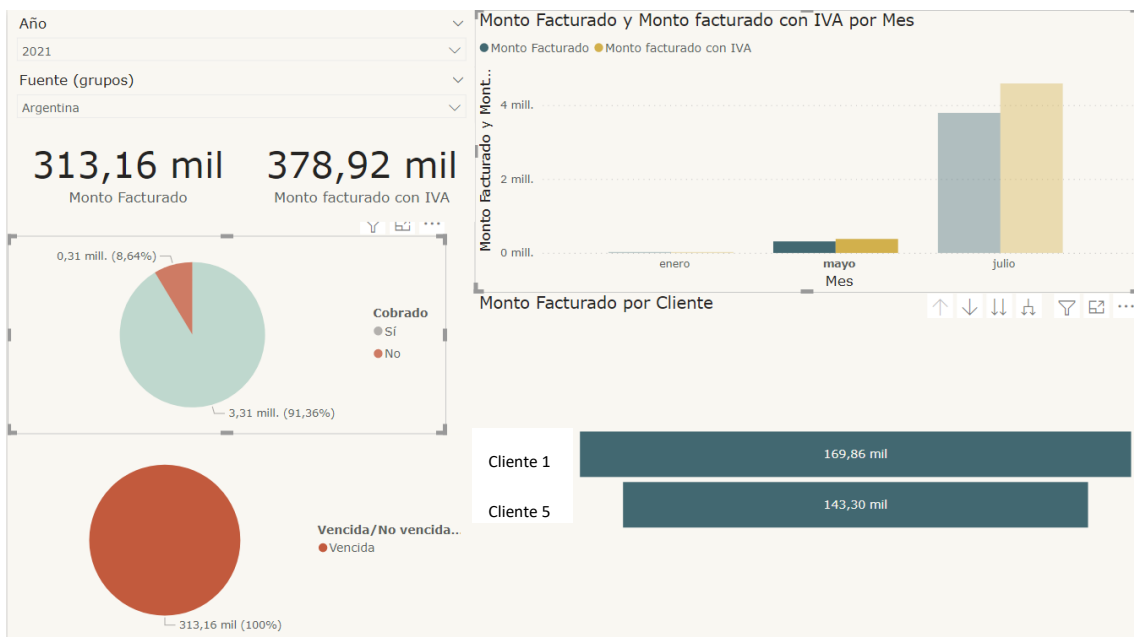 Año
2021
Fuente (grupos)
Argentina
313,16 mil
Monto Facturado
378,92 mil
Monto facturado con IVA
0,31 mill. (8,64%)
Cobrado
Sí
No
3,31 mill. (91,36%)
Vencida/No vencida...
Vencida
313,16 mil (100%)
Monto Facturado y Monto facturado con IVA por Mes
Monto Facturado
Monto facturado con IVA
Monto Facturado y Mont...
4 mill.
2 mill.
0 mill.
enero
mayo
julio
Mes
Monto Facturado por Cliente
Cliente 1
169,86 mil
Cliente 5
143,30 mil